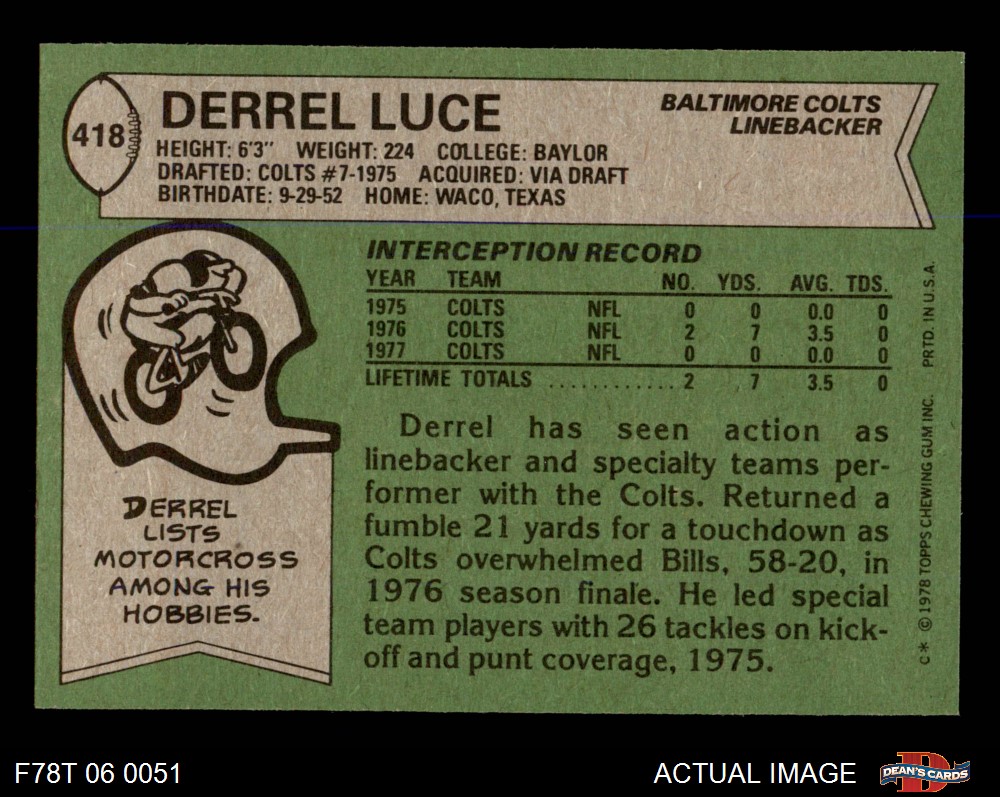 418
DERREL LUCE
BALTIMORE COLTS
LINEBACKER
HEIGHT: 6'3" WEIGHT: 224 COLLEGE: BAYLOR
DRAFTED: COLTS #7-1975 ACQUIRED: VIA DRAFT
BIRTHDATE: 9-29-52 HOME: WACO, TEXAS
INTERCEPTION RECORD
YEAR TEAM NO. YDS. AVG. TDS.
1975 COLTS NFL 0 0 0.0 0
1976 COLTS NFL 2 7 3.5 0
1977 COLTS NFL 0 0 0.0 0
LIFETIME TOTALS ............ 2 7 3.5 0
Derrel has seen action as
linebacker and specialty teams per-
former with the Colts. Returned a
fumble 21 yards for a touchdown as
Colts overwhelmed Bills, 58-20, in
1976 season finale. He led special
team players with 26 tackles on kick-
off and punt coverage, 1975.
DERREL
LISTS
MOTORCROSS
AMONG HIS
HOBBIES.
C* © 1978 TOPPS CHEWING GUM INC. PRTD. IN U.S.A.
F78T 06 0051
ACTUAL IMAGE
DEAN'S CARDS